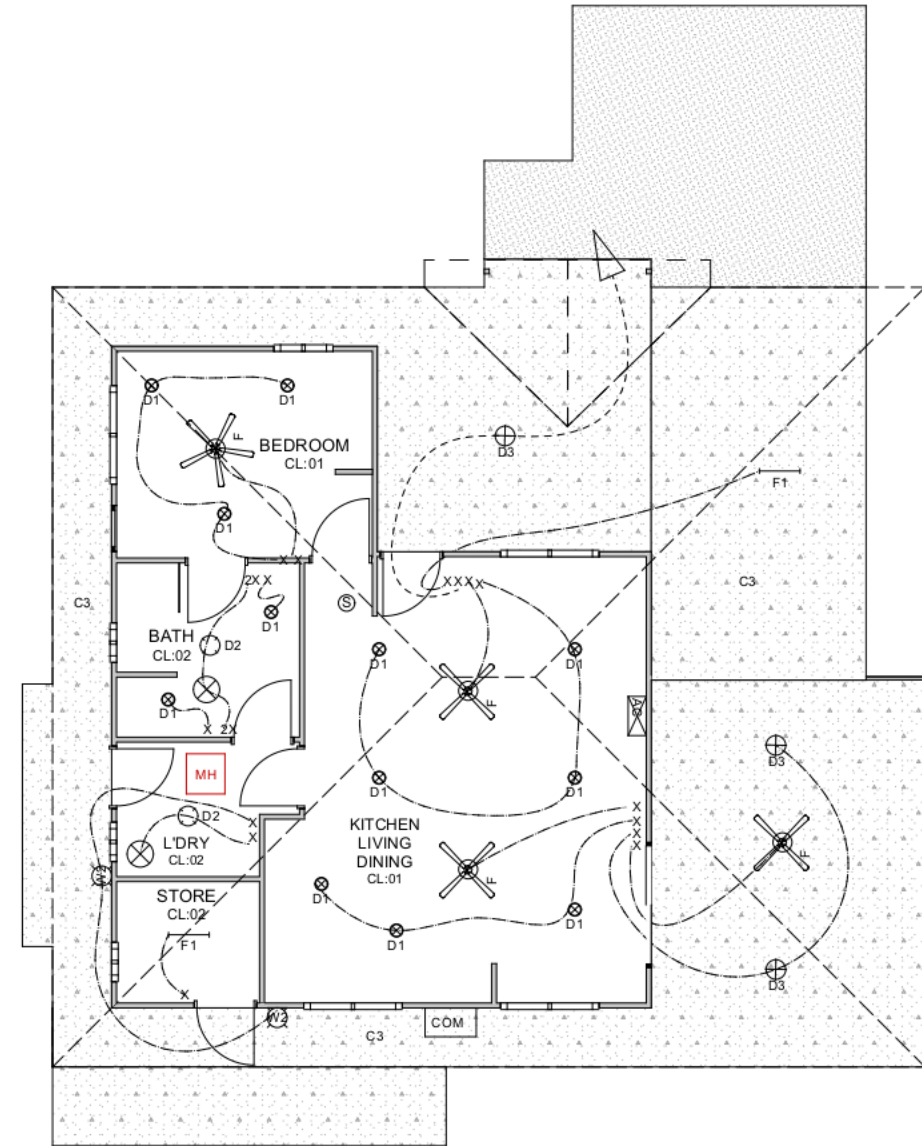 D1
D1
F
BEDROOM
CL:01
D3
F1
D1
X X
2X X
XXXX
C3
C3
S
D1
BATH
CL:02
D2
D1
D1
D1
F
AC
X
2X
D3
MH
D1
D1
D2
X
X
X
X
X
X
KITCHEN
LIVING
DINING
CL:01
L'DRY
CL:02
F
F
W2
STORE
CL:02
D1
D1
D1
F1
D3
X
W2
COM
C3